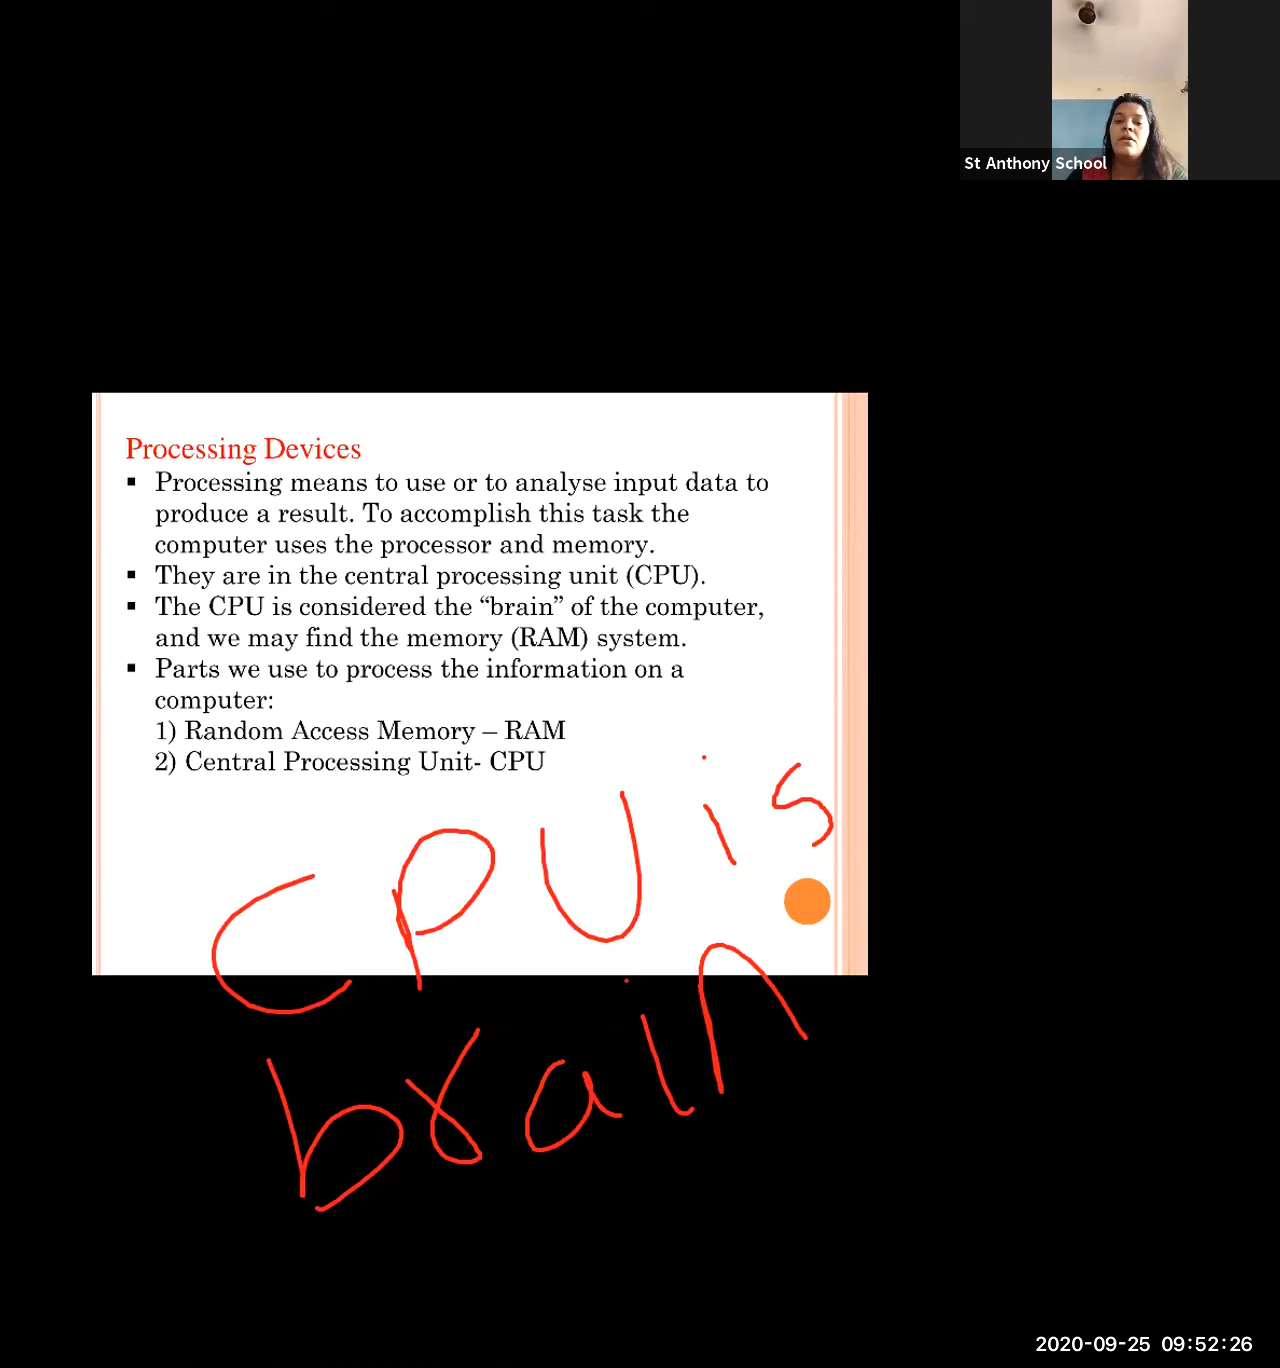 St Anthony School
Processing Devices
▪ Processing means to use or to analyse input data to
produce a result. To accomplish this task the
computer uses the processor and memory.
▪ They are in the central processing unit (CPU).
▪ The CPU is considered the “brain” of the computer,
and we may find the memory (RAM) system.
▪ Parts we use to process the information on a
computer:
1) Random Access Memory – RAM
2) Central Processing Unit- CPU
CPU is
brain
2020-09-25 09:52:26